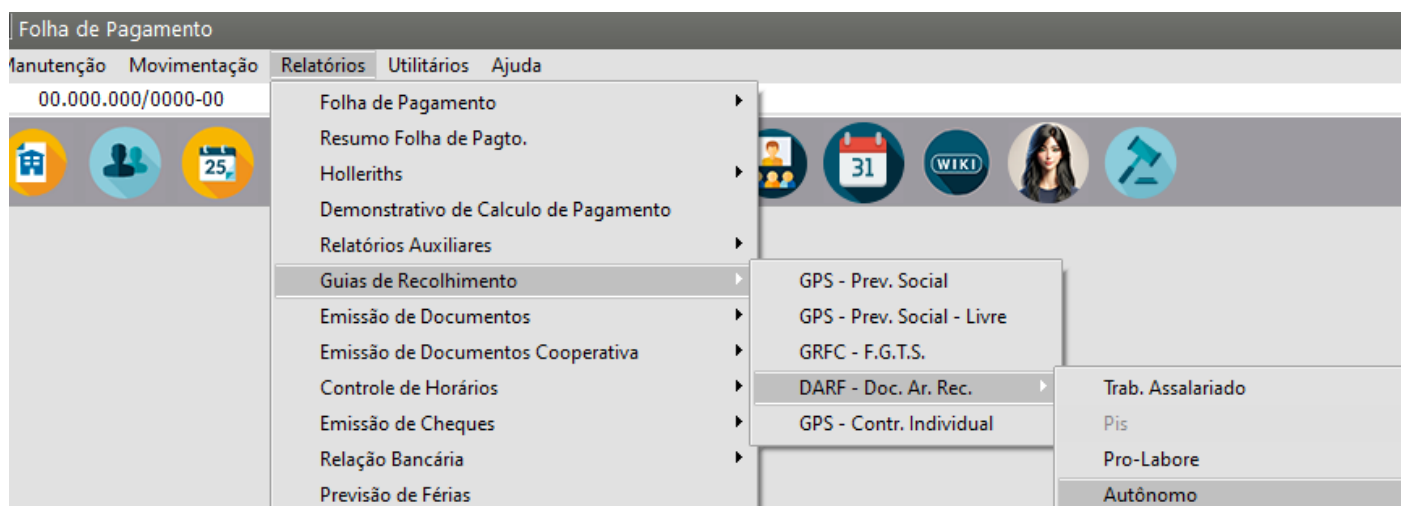 Folha de Pagamento
Manutenção Movimentação Relatórios Utilitários Ajuda
00.000.000/0000-00
Folha de Pagamento
Resumo Folha de Pagto.
Holleriths
Demonstrativo de Calculo de Pagamento
Relatórios Auxiliares
Guias de Recolhimento
Emissão de Documentos
Emissão de Documentos Cooperativa
Controle de Horários
Emissão de Cheques
Relação Bancária
Previsão de Férias
GPS - Prev. Social
GPS - Prev. Social - Livre
GRFC - F.G.T.S.
DARF - Doc. Ar. Rec.
GPS - Contr. Individual
Trab. Assalariado
Pis
Pro-Labore
Autônomo
25
31
WIKI